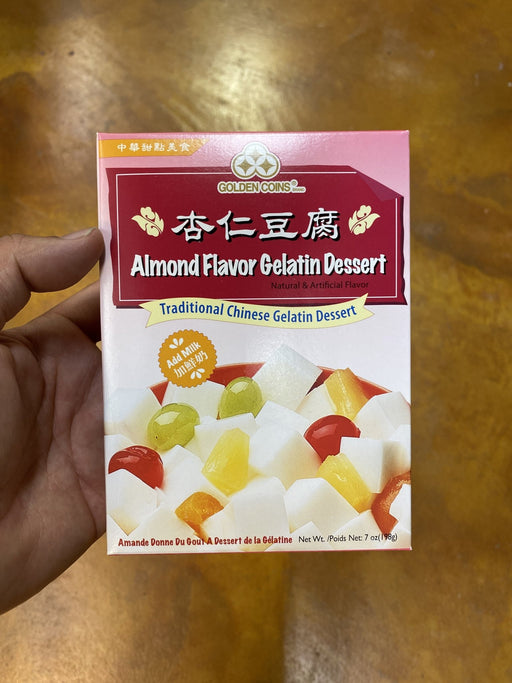 中華甜點美食
GOLDEN COINS® BRAND
杏仁豆腐
Almond Flavor Gelatin Dessert
Natural & Artificial Flavor
Traditional Chinese Gelatin Dessert
Add Milk
加鮮奶
Amande Donne Du Gout A Dessert de la Gélatine
Net Wt. /Poids Net: 7 oz(198g)